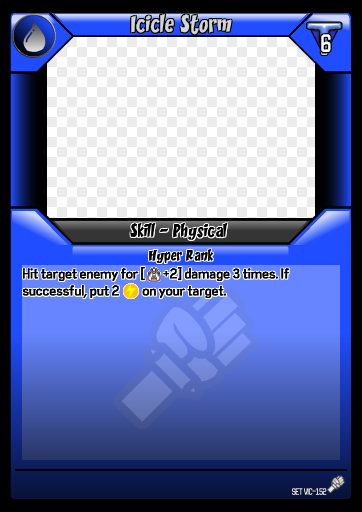 Icicle Storm
6
Skill - Physical
Hyper Rank
Hit target enemy for [ +2] damage 3 times. If
successful, put 2 on your target.
SET VIC-152